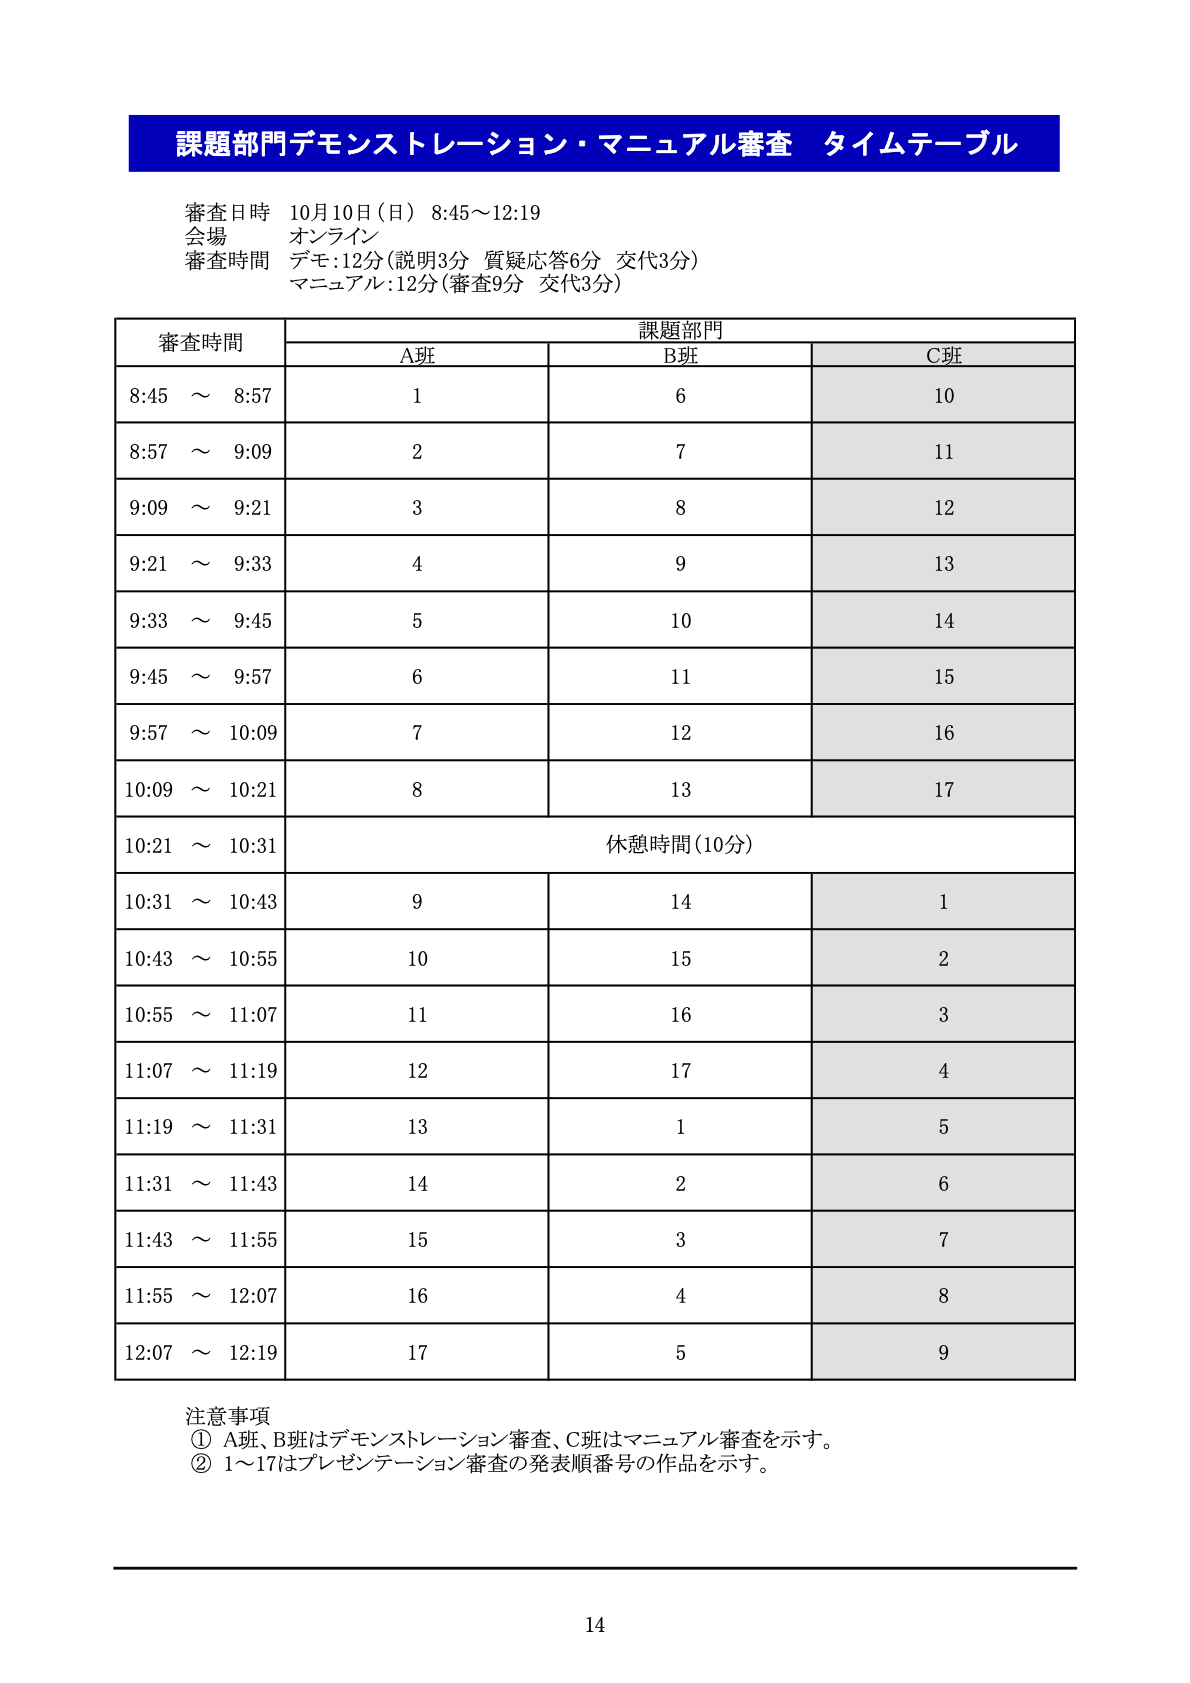 課題部門デモンストレーション・マニュアル審査　タイムテーブル
審査日時　10月10日（日） 8:45～12:19
会場　オンライン
審査時間　デモ：12分（説明3分　質疑応答6分　交代3分）
マニュアル：12分（審査9分　交代3分）
審査時間　課題部門
A班　B班　C班
8:45　～　8:57　1　6　10
8:57　～　9:09　2　7　11
9:09　～　9:21　3　8　12
9:21　～　9:33　4　9　13
9:33　～　9:45　5　10　14
9:45　～　9:57　6　11　15
9:57　～　10:09　7　12　16
10:09　～　10:21　8　13　17
10:21　～　10:31　休憩時間（10分）
10:31　～　10:43　9　14　1
10:43　～　10:55　10　15　2
10:55　～　11:07　11　16　3
11:07　～　11:19　12　17　4
11:19　～　11:31　13　1　5
11:31　～　11:43　14　2　6
11:43　～　11:55　15　3　7
11:55　～　12:07　16　4　8
12:07　～　12:19　17　5　9
注意事項
① A班、B班はデモンストレーション審査、C班はマニュアル審査を示す。
② 1～17はプレゼンテーション審査の発表順番号の作品を示す。
14